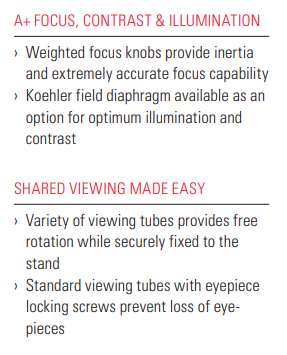 A+ FOCUS, CONTRAST & ILLUMINATION
› Weighted focus knobs provide inertia
and extremely accurate focus capability
› Koehler field diaphragm available as an
option for optimum illumination and
contrast
SHARED VIEWING MADE EASY
› Variety of viewing tubes provides free
rotation while securely fixed to the
stand
› Standard viewing tubes with eyepiece
locking screws prevent loss of eye-
pieces